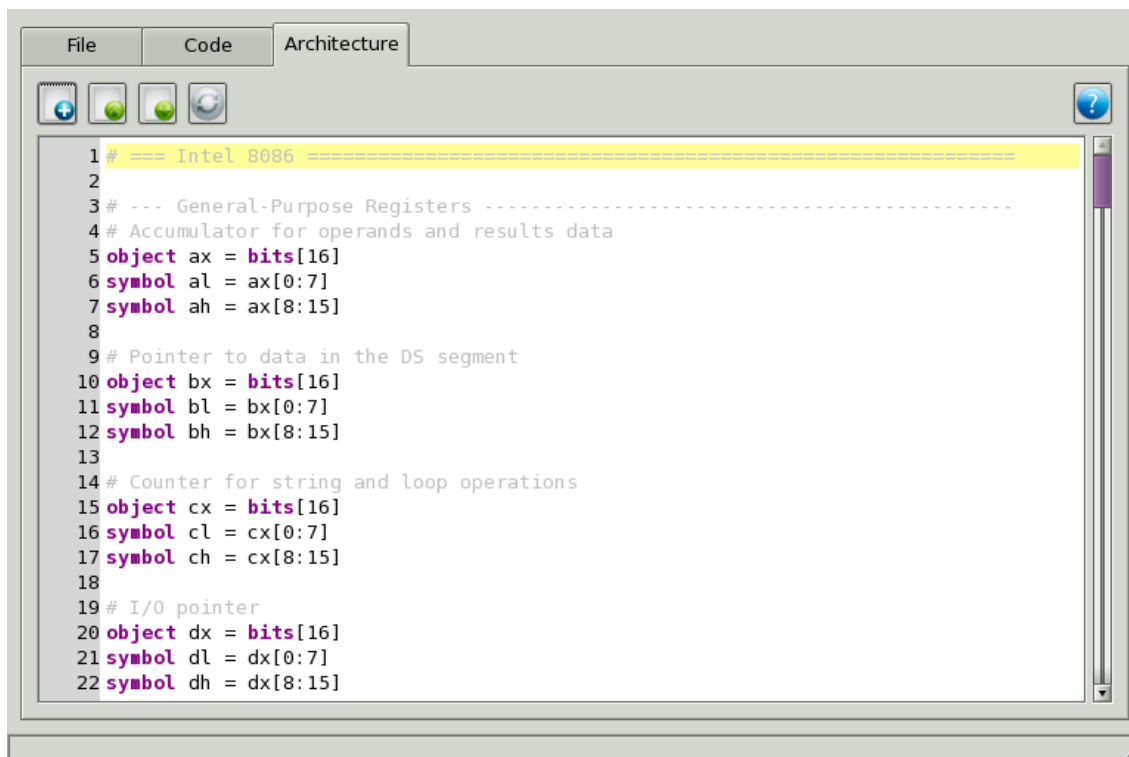 File Code Architecture
?
1 # === Intel 8086 ============================================================
2
3 # --- General-Purpose Registers ---------------------------------------------
4 # Accumulator for operands and results data
5 object ax = bits[16]
6 symbol al = ax[0:7]
7 symbol ah = ax[8:15]
8
9 # Pointer to data in the DS segment
10 object bx = bits[16]
11 symbol bl = bx[0:7]
12 symbol bh = bx[8:15]
13
14 # Counter for string and loop operations
15 object cx = bits[16]
16 symbol cl = cx[0:7]
17 symbol ch = cx[8:15]
18
19 # I/O pointer
20 object dx = bits[16]
21 symbol dl = dx[0:7]
22 symbol dh = dx[8:15]